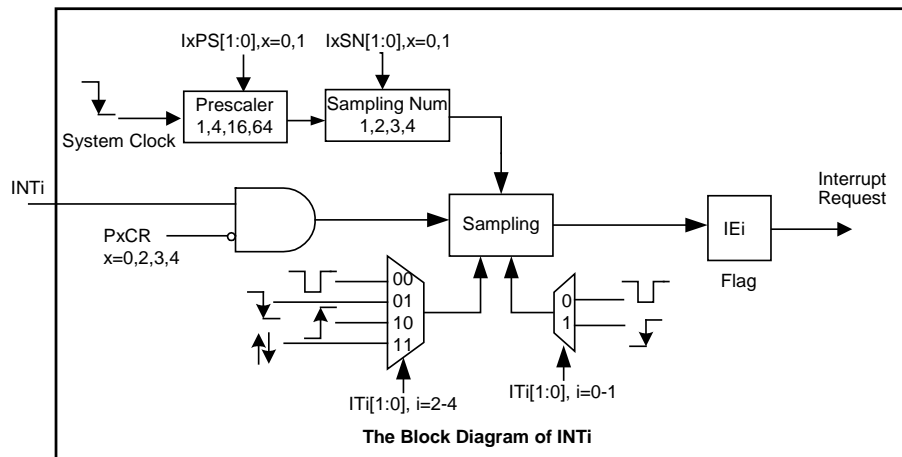 IxPS[1:0],x=0,1
IxSN[1:0],x=0,1
Prescaler
1,4,16,64
Sampling Num
1,2,3,4
System Clock
INTi
PxCR
x=0,2,3,4
Sampling
IEi
Flag
Interrupt
Request
00
01
10
11
0
1
ITi[1:0], i=2-4
ITi[1:0], i=0-1
The Block Diagram of INTi